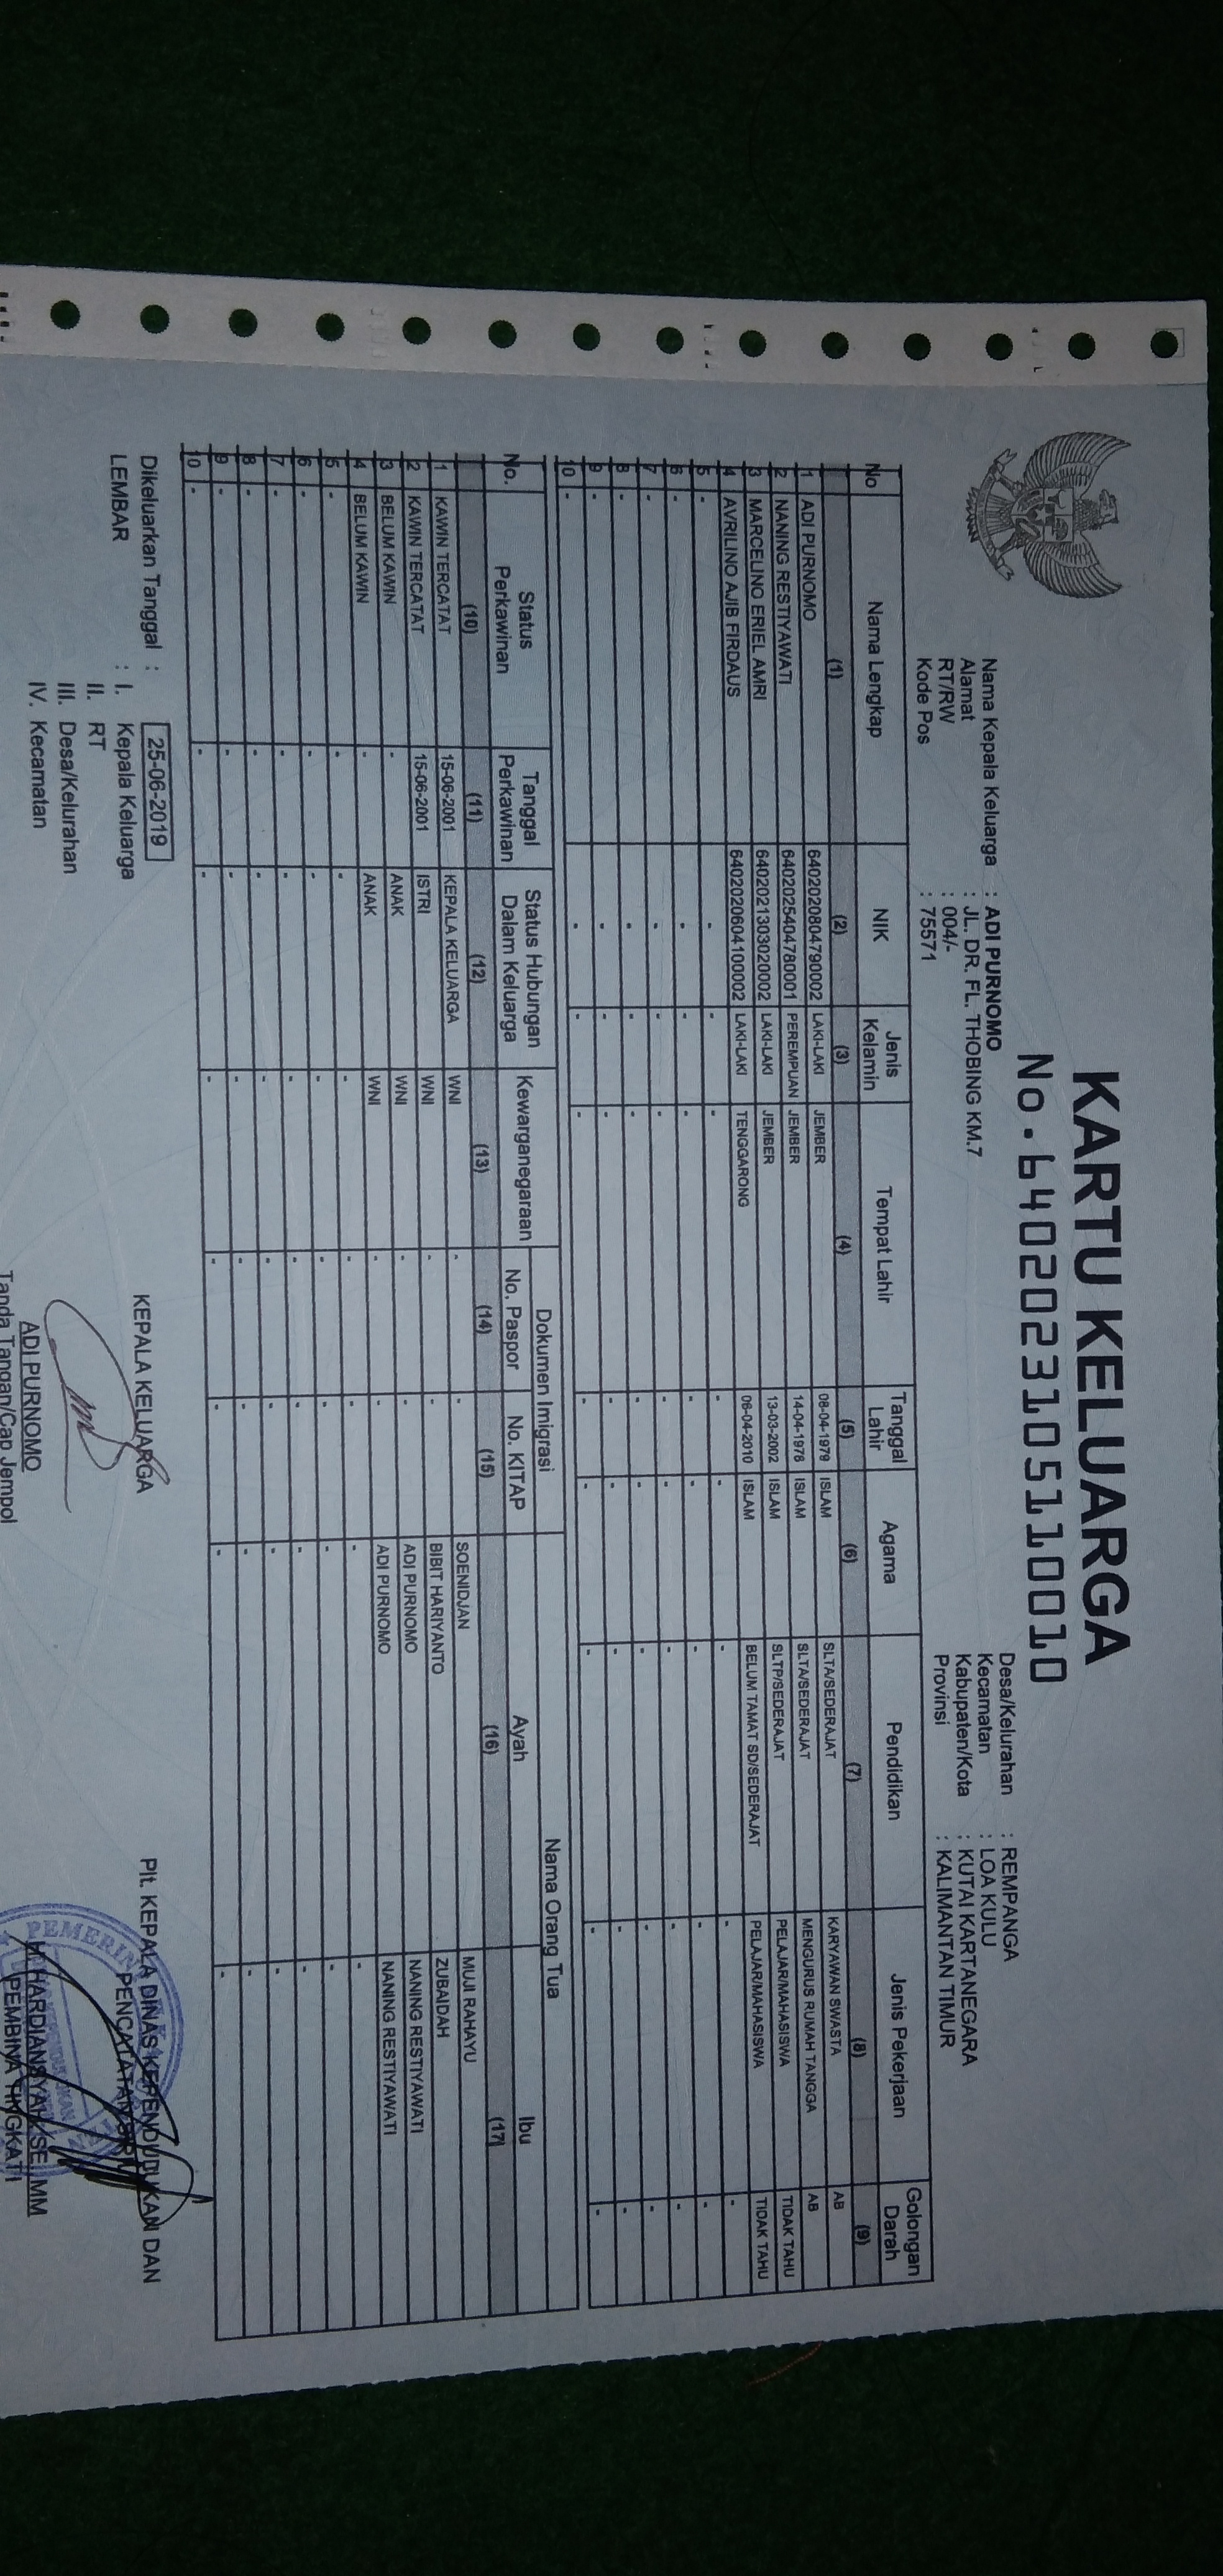 KARTU KELUARGA
No. 6402023105110010
Nama Kepala Keluarga : ADI PURNOMO
Alamat : JL. DR. FL. THOBING KM.7
RT/RW : 004/-
Kode Pos : 75571
Desa/Kelurahan : REMPANGA
Kecamatan : LOA KULU
Kabupaten/Kota : KUTAI KARTANEGARA
Provinsi : KALIMANTAN TIMUR
No Nama Lengkap NIK Jenis Kelamin Tempat Lahir Tanggal Lahir Agama Pendidikan Jenis Pekerjaan Golongan Darah
(1) (2) (3) (4) (5) (6) (7) (8) (9)
1 ADI PURNOMO 6402020804790002 LAKI-LAKI JEMBER 08-04-1979 ISLAM SLTA/SEDERAJAT KARYAWAN SWASTA AB
2 NANING RESTIYAWATI 6402025404780001 PEREMPUAN JEMBER 14-04-1978 ISLAM SLTA/SEDERAJAT MENGURUS RUMAH TANGGA AB
3 MARCELINO ERIEL AMRI 6402021303020002 LAKI-LAKI JEMBER 13-03-2002 ISLAM SLTP/SEDERAJAT PELAJAR/MAHASISWA TIDAK TAHU
4 AVRILINO AJIB FIRDAUS 6402020604100002 LAKI-LAKI TENGGARONG 06-04-2010 ISLAM BELUM TAMAT SD/SEDERAJAT PELAJAR/MAHASISWA TIDAK TAHU
5 - - - - - - - - -
6 - - - - - - - - -
7 - - - - - - - - -
8 - - - - - - - - -
9 - - - - - - - - -
10 - - - - - - - - -
No. Status Perkawinan Tanggal Perkawinan Status Hubungan Dalam Keluarga Kewarganegaraan Dokumen Imigrasi Nama Orang Tua
No. Paspor No. KITAP Ayah Ibu
(10) (11) (12) (13) (14) (15) (16) (17)
1 KAWIN TERCATAT 15-06-2001 KEPALA KELUARGA WNI - - SOENIDJAN MUJI RAHAYU
2 KAWIN TERCATAT 15-06-2001 ISTRI WNI - - BIBIT HARIYANTO ZUBAIDAH
3 BELUM KAWIN - ANAK WNI - - ADI PURNOMO NANING RESTIYAWATI
4 BELUM KAWIN - ANAK WNI - - ADI PURNOMO NANING RESTIYAWATI
5 - - - - - - - -
6 - - - - - - - -
7 - - - - - - - -
8 - - - - - - - -
9 - - - - - - - -
10 - - - - - - - -
Dikeluarkan Tanggal : 25-06-2019
LEMBAR : I. Kepala Keluarga
II. RT
III. Desa/Kelurahan
IV. Kecamatan
KEPALA KELUARGA
ADI PURNOMO
Tanda Tangan/Cap Jempol
Plt. KEPALA DINAS KEPENDUDUKAN DAN
PENCATATAN SIPIL
H. HARDIANSYAH, SE. MM
PEMBINA TINGKAT I